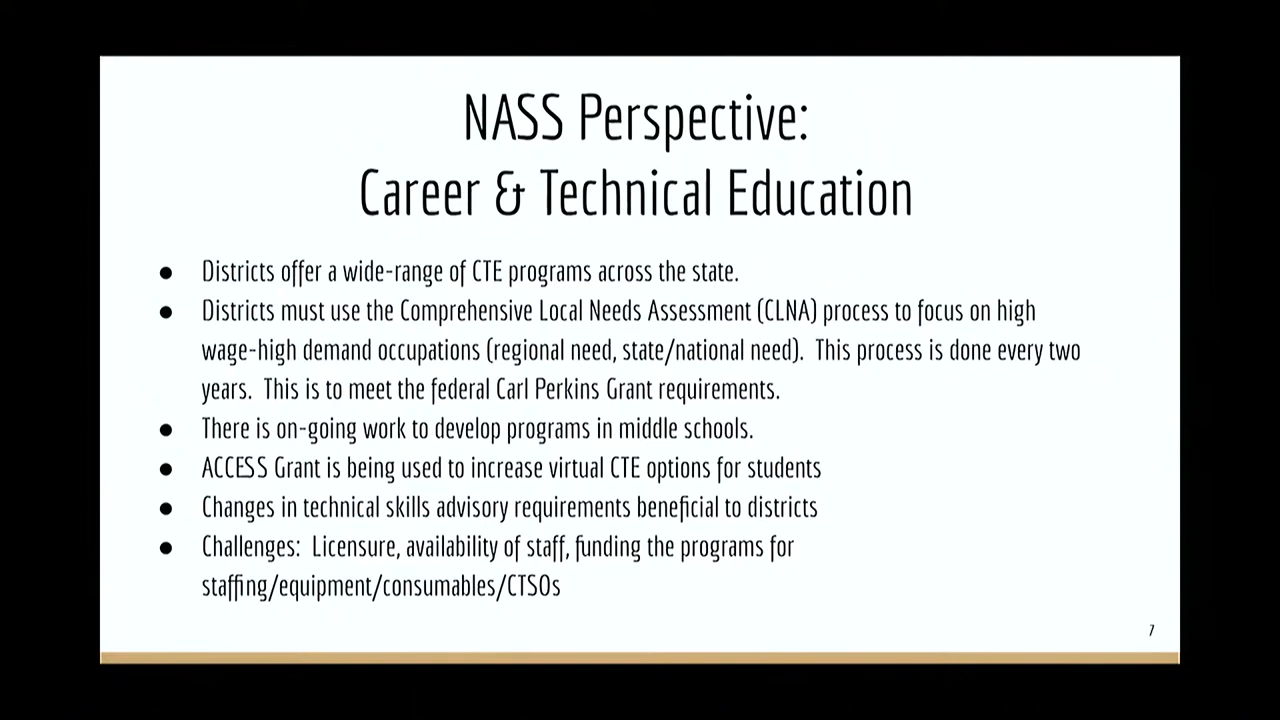 NASS Perspective:
Career & Technical Education
● Districts offer a wide-range of CTE programs across the state.
● Districts must use the Comprehensive Local Needs Assessment (CLNA) process to focus on high
wage-high demand occupations (regional need, state/national need).  This process is done every two
years.  This is to meet the federal Carl Perkins Grant requirements.
● There is on-going work to develop programs in middle schools.
● ACCESS Grant is being used to increase virtual CTE options for students
● Changes in technical skills advisory requirements beneficial to districts
● Challenges:  Licensure, availability of staff, funding the programs for
staffing/equipment/consumables/CTSOs
7